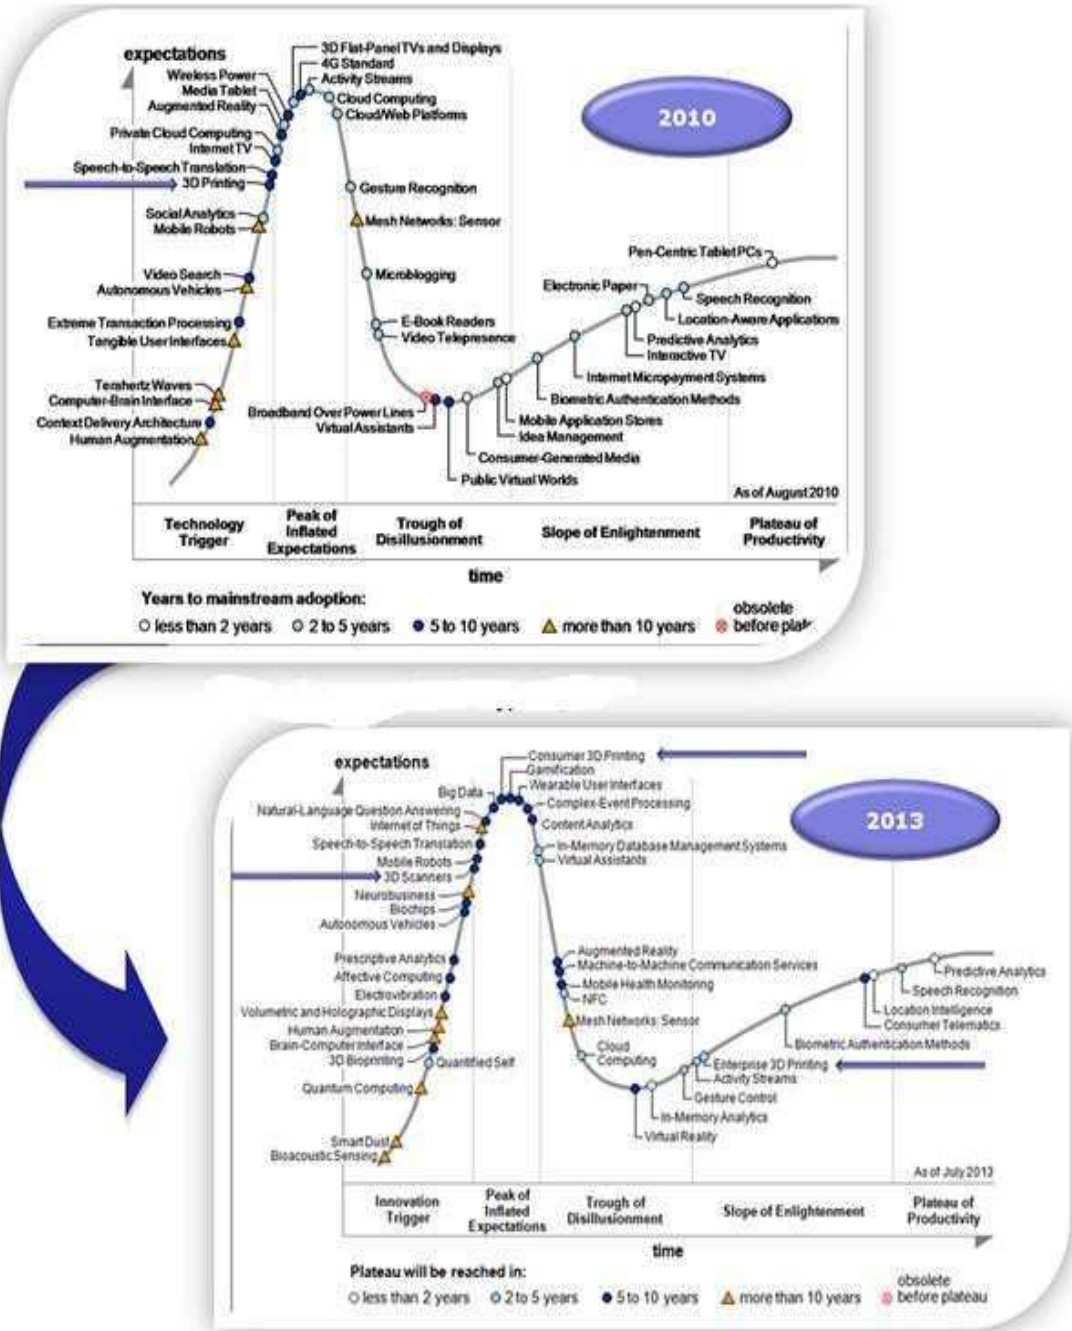 expectations
3D Flat-Panel TVs and Displays
4G Standard
Activity Streams
Wireless Power
Media Tablet
Augmented Reality
Cloud Computing
Cloud/Web Platforms
2010
Private Cloud Computing
Internet TV
Speech-to-Speech Translation
3D Printing
Gesture Recognition
Social Analytics
Mobile Robots
Mesh Networks: Sensor
Pen-Centric Tablet PCs
Video Search
Autonomous Vehicles
Microblogging
Electronic Paper
Speech Recognition
Location-Aware Applications
Extreme Transaction Processing
Tangible User Interfaces
E-Book Readers
Video Telepresence
Predictive Analytics
Interactive TV
Internet Micropayment Systems
Terahertz Waves
Computer-Brain Interface
Biometric Authentication Methods
Context Delivery Architecture
Human Augmentation
Broadband Over Power Lines
Virtual Assistants
Mobile Application Stores
Idea Management
Consumer-Generated Media
Public Virtual Worlds
As of August 2010
Technology
Trigger
Peak of
Inflated
Expectations
Trough of
Disillusionment
Slope of Enlightenment
Plateau of
Productivity
time
Years to mainstream adoption:
less than 2 years
2 to 5 years
5 to 10 years
more than 10 years
obsolete
before
expectations
Consumer 3D Printing
Gamification
Wearable User Interfaces
Big Data
Complex-Event Processing
Natural-Language Question Answering
Internet of Things
Content Analytics
2013
Speech-to-Speech Translation
In-Memory Database Management Systems
Virtual Assistants
Mobile Robots
3D Scanners
Neurobusiness
Biochips
Autonomous Vehicles
Prescriptive Analytics
Affective Computing
Electrovibration
Volumetric and Holographic Displays
Human Augmentation
Brain-Computer Interface
3D Bioprinting
Quantified Self
Quantum Computing
Smart Dust
Bioacoustic Sensing
Augmented Reality
Machine-to-Machine Communication Services
Mobile Health Monitoring
NFC
Mesh Networks: Sensor
Cloud
Computing
Predictive Analytics
Speech Recognition
Location Intelligence
Consumer Telematics
Biometric Authentication Methods
Enterprise 3D Printing
Activity Streams
Gesture Control
In-Memory Analytics
Virtual Reality
As of July 2013
Innovation
Trigger
Peak of
Inflated
Expectations
Trough of
Disillusionment
Slope of Enlightenment
Plateau of
Productivity
time
Plateau will be reached in:
less than 2 years
2 to 5 years
5 to 10 years
more than 10 years
obsolete
before plateau